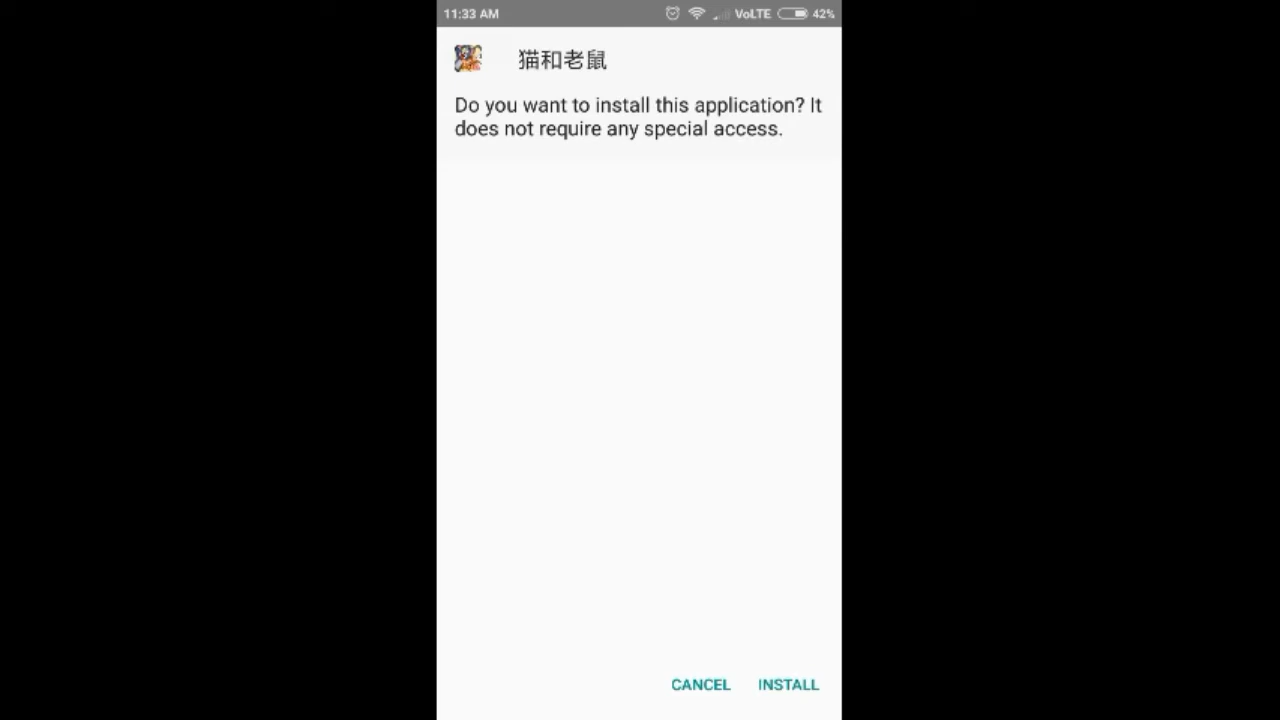 11:33 AM VoLTE 42%
猫和老鼠
Do you want to install this application? It
does not require any special access.
CANCEL INSTALL